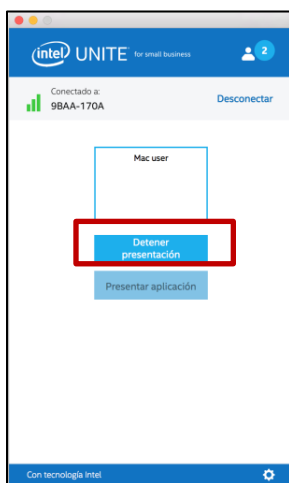 intel UNITE for small business
2
Conectado a:
9BAA-170A
Desconectar
Mac user
Detener
presentación
Presentar aplicación
Con tecnología Intel